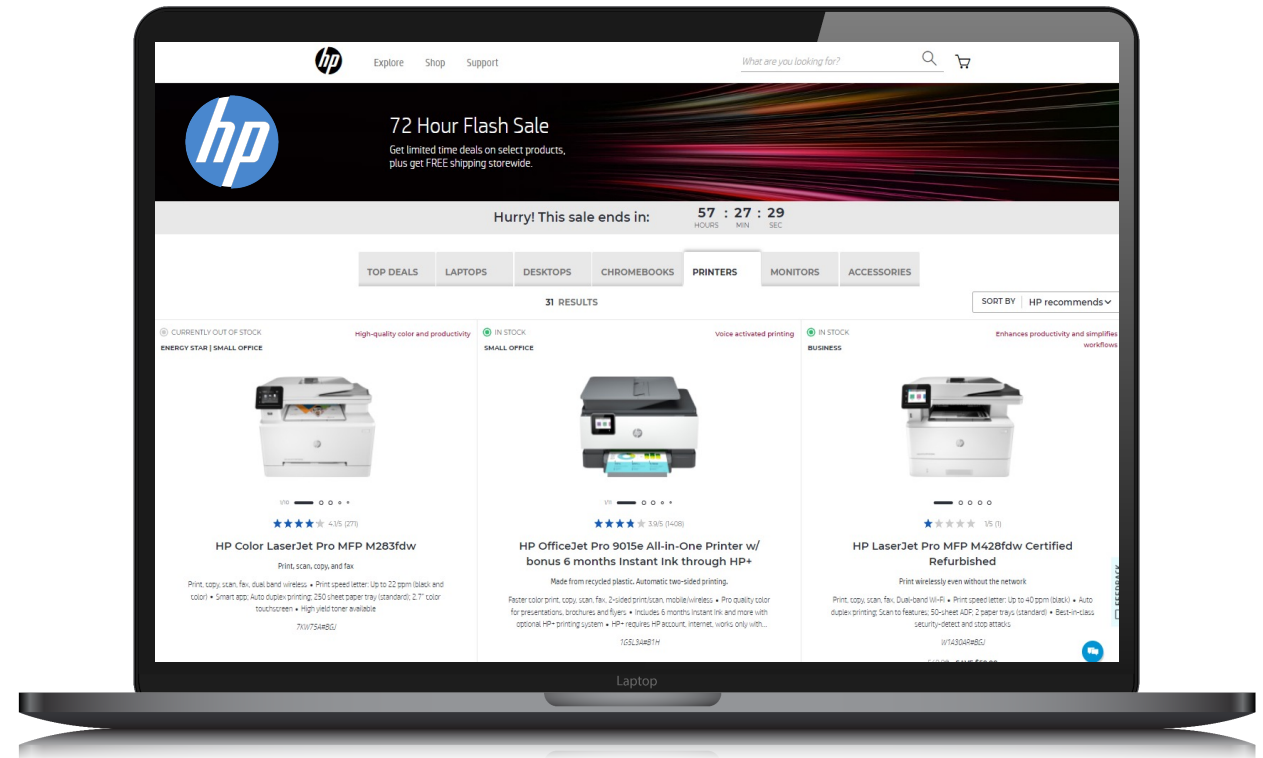 hp
Explore Shop Support
What are you looking for?
hp
72 Hour Flash Sale
Get limited time deals on select products,
plus get FREE shipping storewide.
Hurry! This sale ends in:
57 : 27 : 29
HOURS MIN SEC
TOP DEALS LAPTOPS DESKTOPS CHROMEBOOKS PRINTERS MONITORS ACCESSORIES
31 RESULTS
SORT BY HP recommends
CURRENTLY OUT OF STOCK
High-quality color and productivity
ENERGY STAR | SMALL OFFICE
4.1/5 (271)
HP Color LaserJet Pro MFP M283fdw
Print, scan, copy, and fax
Print, copy, scan, fax, dual band wireless • Print speed letter: Up to 22 ppm (black and
color) • Smart app; Auto duplex printing; 250 sheet paper tray (standard); 2.7" color
touchstreen • High yield toner available
7KW75A#BGJ
IN STOCK
Voice activated printing
SMALL OFFICE
3.9/5 (1408)
HP OfficeJet Pro 9015e All-in-One Printer w/
bonus 6 months Instant Ink through HP+
Made from recycled plastic. Automatic two-sided printing.
Faster color print, copy, scan, fax, 2-sided print/scan, mobile/wireless • Pro quality color
for presentations, brochures and flyers • Includes 6 months Instant Ink and more with
optional HP+ printing system • HP+ requires HP account, internet, works only with...
1G5L3A#B1H
IN STOCK
Enhances productivity and simplifies
workflows
BUSINESS
1/5 (1)
HP LaserJet Pro MFP M428fdw Certified
Refurbished
Print wirelessly even without the network
Print, copy, scan, fax, Dual-band Wi-Fi • Print speed letter: Up to 40 ppm (black) • Auto
duplex printing; Scan to features; 50-sheet ADF; 2 paper trays (standard) • Best-in-class
security-detect and stop attacks
W1A30AR#BGJ
FEEDBACK
Laptop